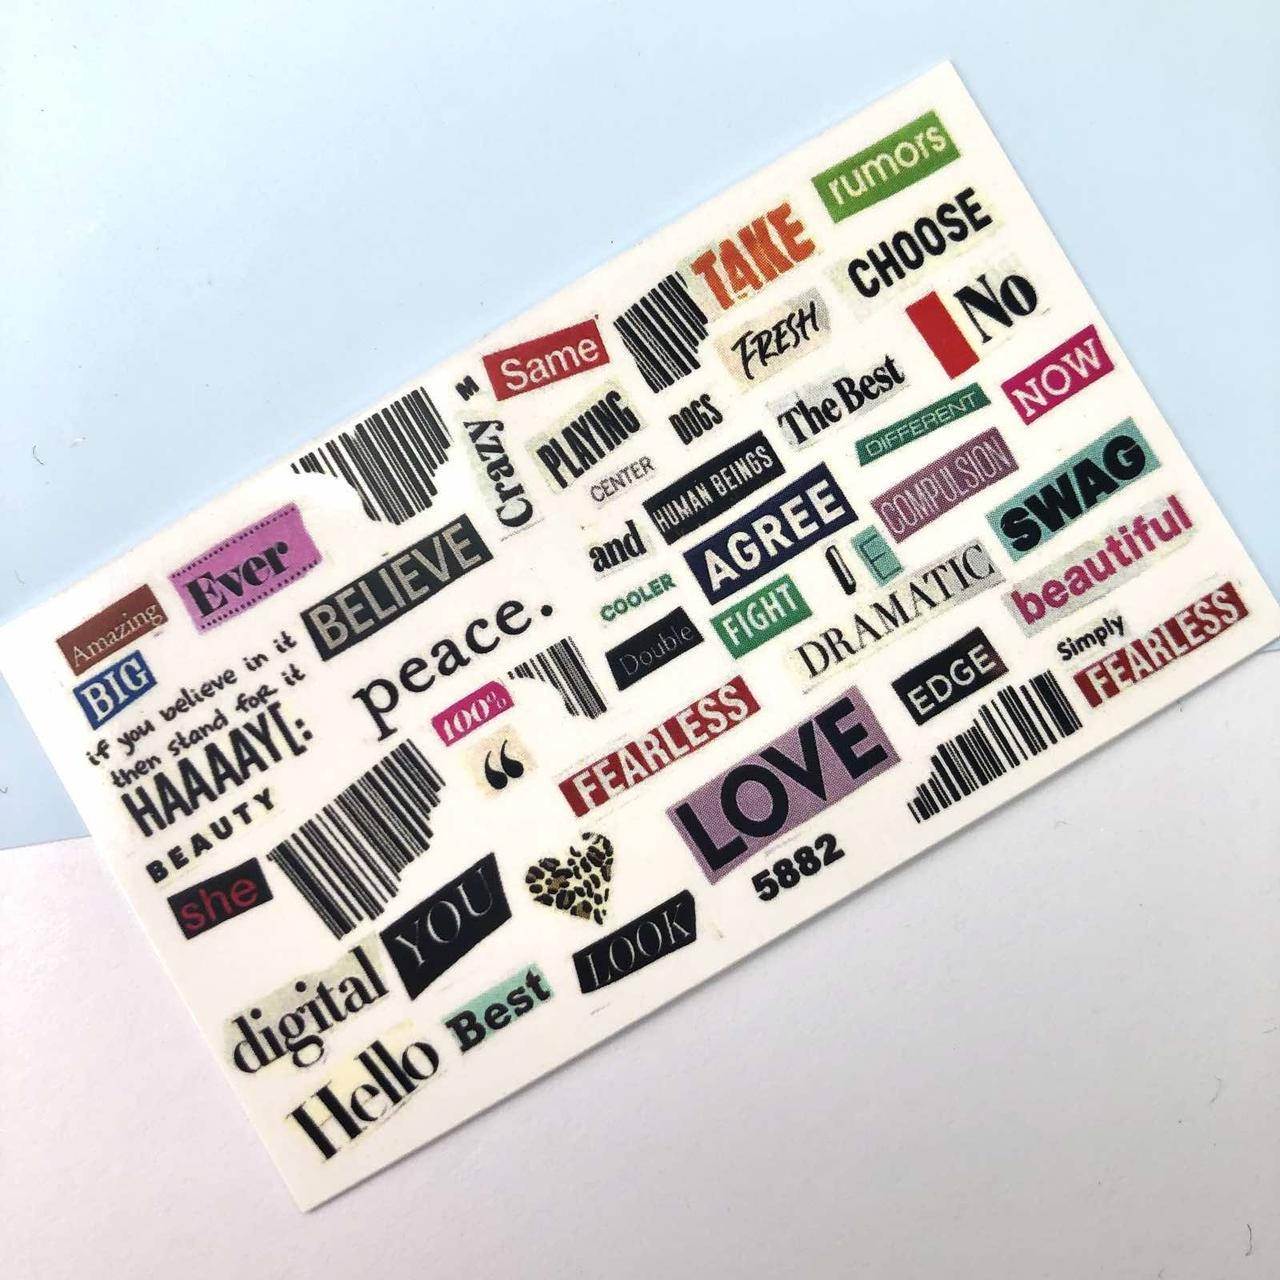 rumors
TAKE
CHOOSE
No
Same
FRESH
M
Crazy
PLAYING
DOGS
The Best
DIFFERENT
NOW
CENTER
HUMAN BEINGS
COMPULSION
SWAG
Ever
BELIEVE
and
AGREE
E
beautiful
Amazing
peace.
COOLER
FIGHT
DRAMATIC
Simply
FEARLESS
BIG
if you believe in it
then stand for it
Double
EDGE
100%
“
HAAAAY[:
FEARLESS
LOVE
BEAUTY
she
YOU
5882
LOOK
digital
Best
Hello